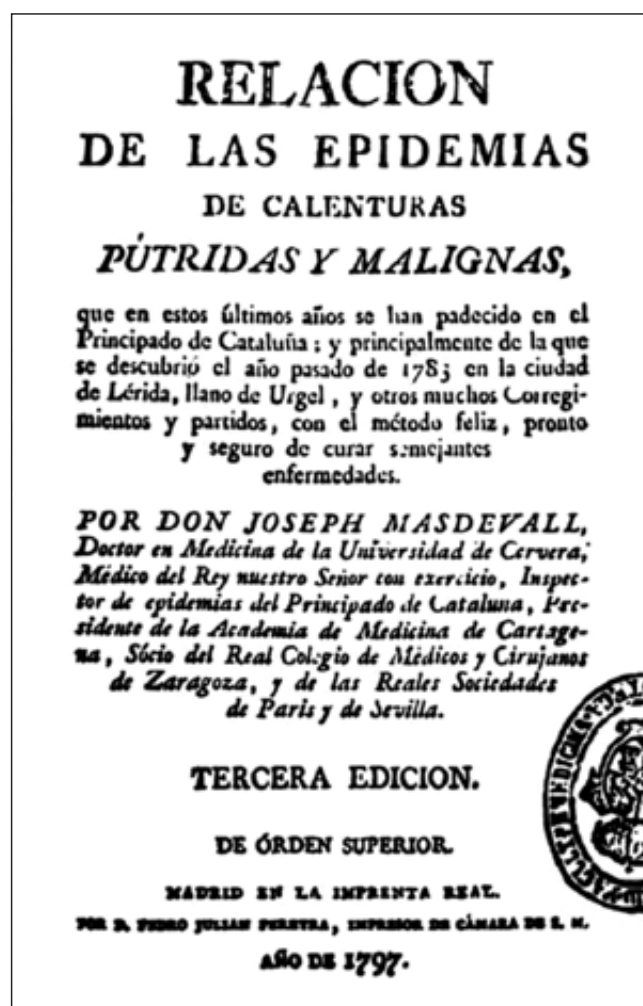 RELACION
DE LAS EPIDEMIAS
DE CALENTURAS
PÚTRIDAS Y MALIGNAS,
que en estos últimos años se han padecido en el
Principado de Cataluña; y principalmente de la que
se descubrió el año pasado de 1783 en la ciudad
de Lérida, llano de Urgel, y otros muchos Corregi-
mientos y partidos, con el método feliz, pronto
y seguro de curar semejantes
enfermedades.
POR DON JOSEPH MASDEVALL,
Doctor en Medicina de la Universidad de Cervera,
Médico del Rey nuestro Señor con exercicio, Inspec-
tor de epidemias del Principado de Cataluna, Pre-
sidente de la Academia de Medicina de Cartage-
na, Sócio del Real Colegio de Médicos y Cirujanos
de Zaragoza, y de las Reales Sociedades
de Paris y de Sevilla.
TERCERA EDICION.
DE ÓRDEN SUPERIOR.
MADRID EN LA IMPRENTA REAL.
POR D. PEDRO JULIAN PEREYRA, IMPRESOR DE CÁMARA DE S. M.
AÑO DE 1797.